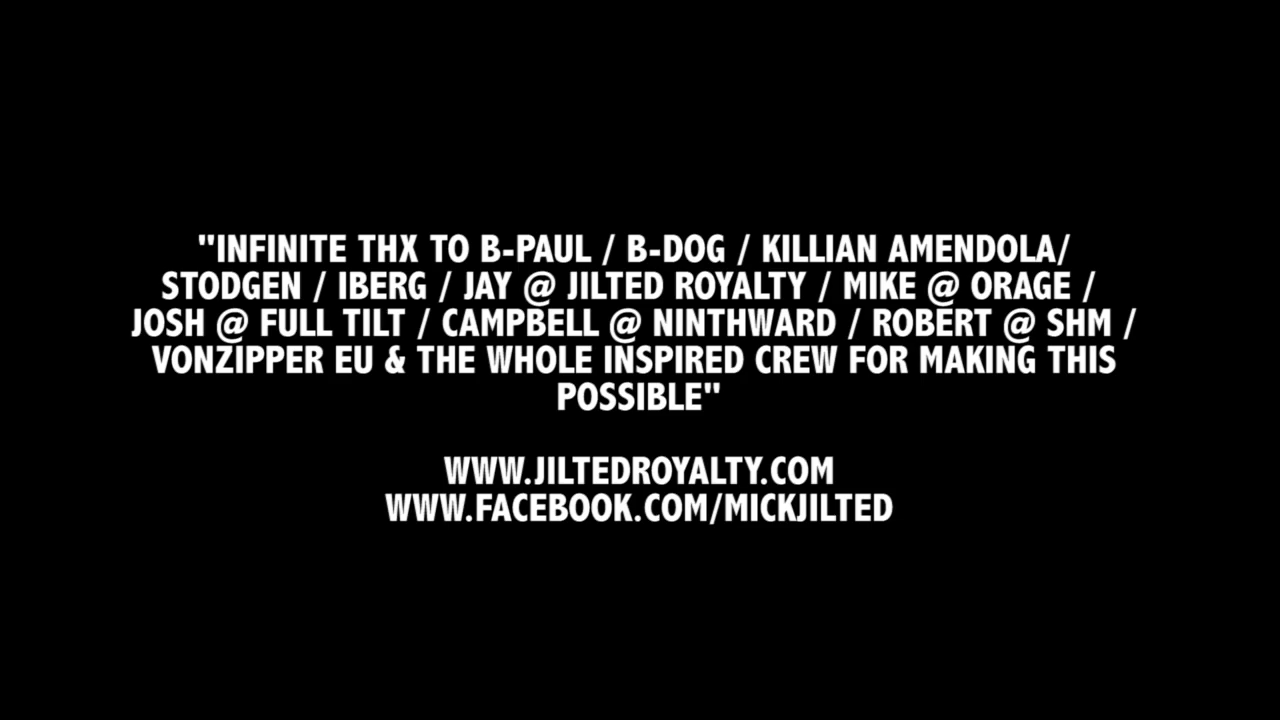 "INFINITE THX TO B-PAUL / B-DOG / KILLIAN AMENDOLA/
STODGEN / IBERG / JAY @ JILTED ROYALTY / MIKE @ ORAGE /
JOSH @ FULL TILT / CAMPBELL @ NINTHWARD / ROBERT @ SHM /
VONZIPPER EU & THE WHOLE INSPIRED CREW FOR MAKING THIS
POSSIBLE"
WWW.JILTEDROYALTY.COM
WWW.FACEBOOK.COM/MICKJILTED